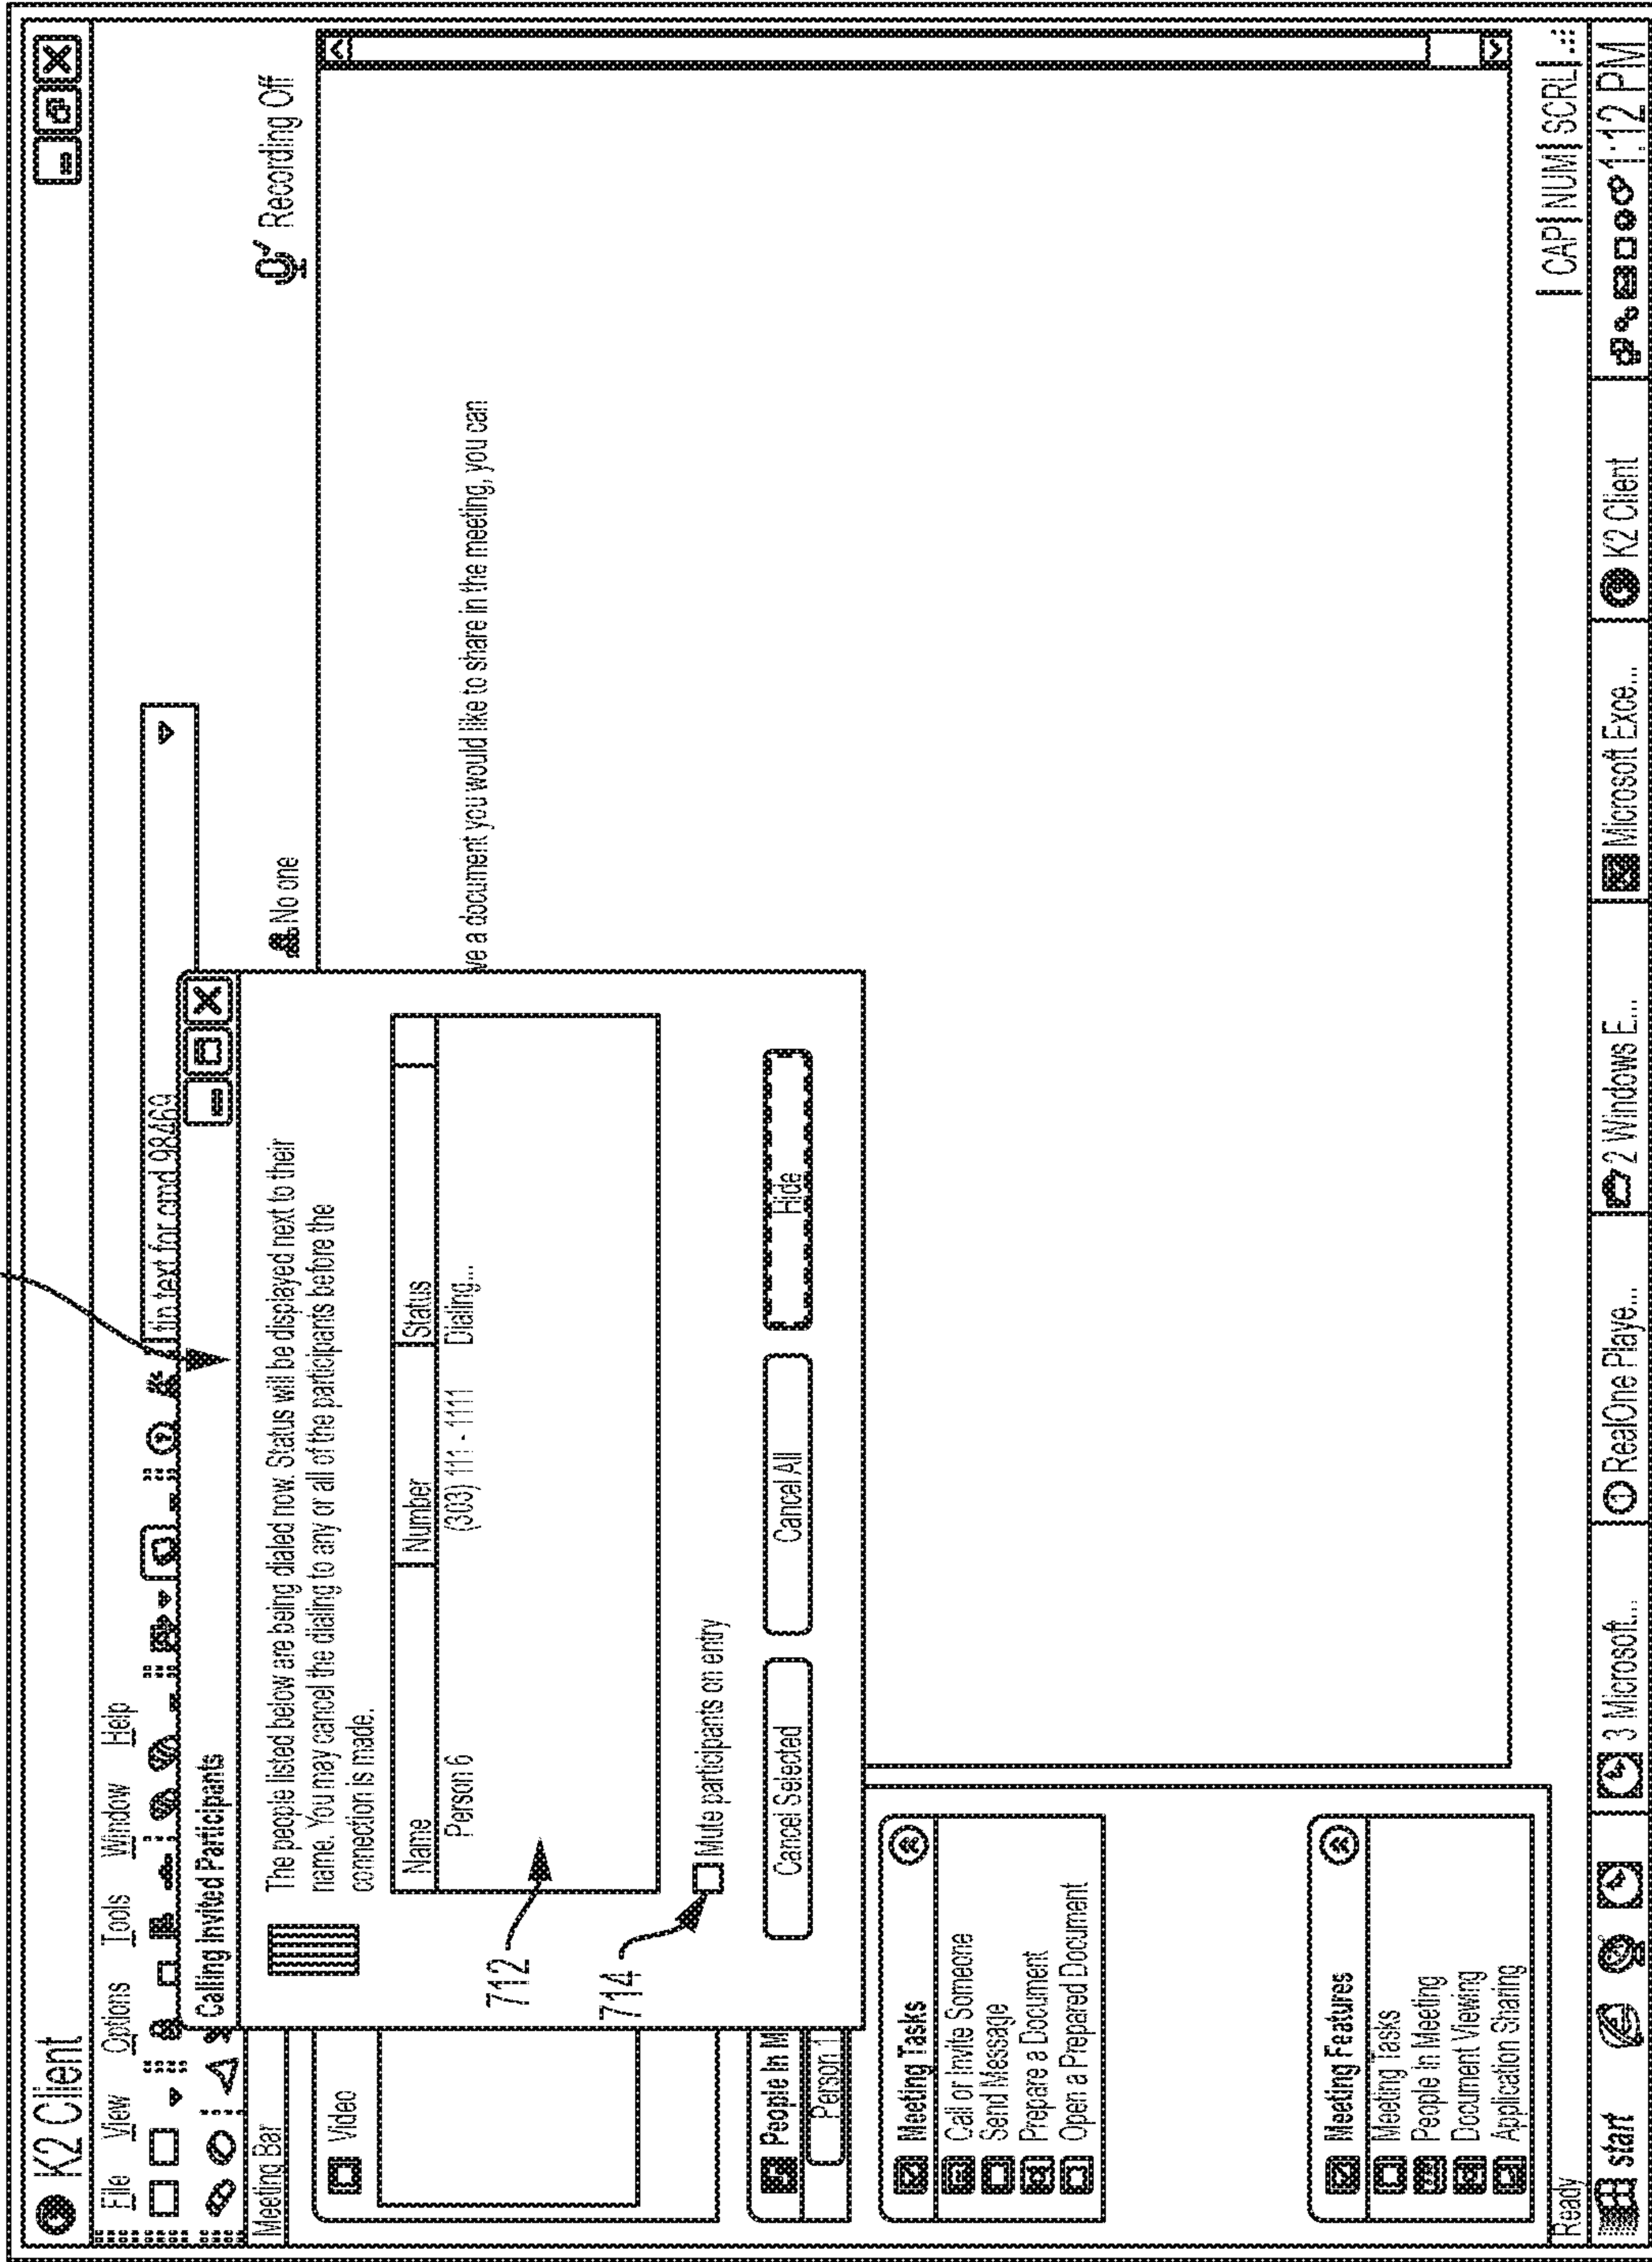 K2 Client
File View Options Tools Window Help
tip text for cmd 98469
Meeting Bar
No one
Recording Off
Video
Calling Invited Participants
The people listed below are being dialed now. Status will be displayed next to their
name. You may cancel the dialing to any or all of the participants before the
connection is made.
Name Number Status
Person 6 (303) 111 - 1111 Dialing...
712
714
Mute participants on entry
Cancel Selected Cancel All Hide
ve a document you would like to share in the meeting, you can
People In M
Person 1
Meeting Tasks
Call or Invite Someone
Send Message
Prepare a Document
Open a Prepared Document
Meeting Features
Meeting Tasks
People in Meeting
Document Viewing
Application Sharing
Ready
CAP NUM SCRL
start 3 Microsoft... RealOne Playe... 2 Windows E... Microsoft Exce... K2 Client 1:12 PM